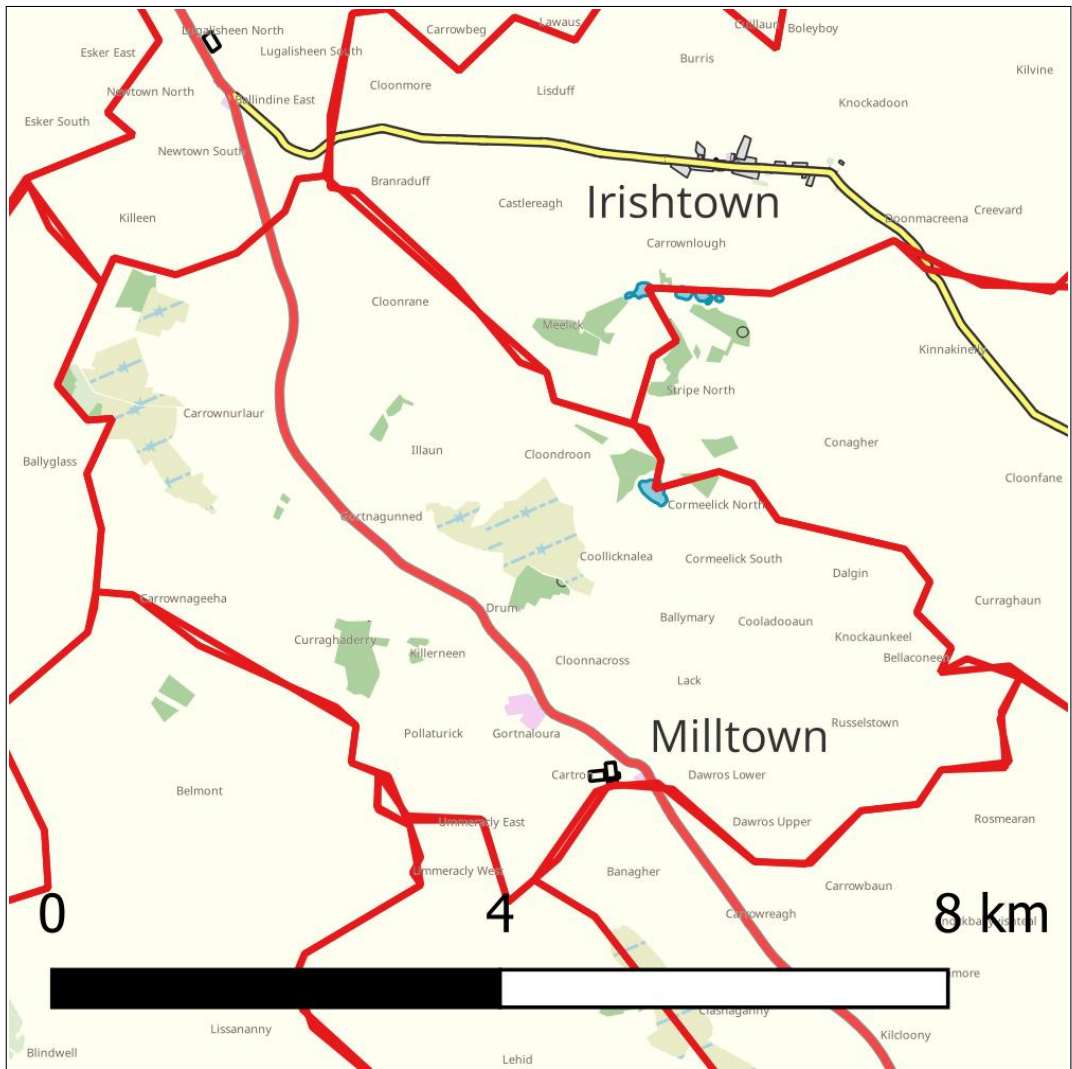 Lugalisheen North
Carrowbeg
Lawaus
Boleyboy
Esker East
Lugalisheen South
Burris
Kilvine
Newtown North
Ballindine East
Cloonmore
Lisduff
Knockadoon
Esker South
Newtown South
Branraduff
Castlereagh
Irishtown
Killeen
Doonmacreena
Creevard
Carrownlough
Cloonrane
Meelick
Kinnakinelly
Stripe North
Carrownurlaur
Illaun
Cloondroon
Conagher
Ballyglass
Cloonfane
Gortnagunned
Cormeelick North
Coollicknalea
Cormeelick South
Dalgin
Carrownageeha
Drum
Curraghaun
Ballymary
Cooladooaun
Curraghaderry
Killerneen
Knockaunkeel
Cloonnacross
Bellaconeen
Lack
Pollaturick
Gortnaloura
Milltown
Russelstown
Belmont
Dawros Lower
Ummeracly East
Dawros Upper
Rosmearan
Ummeracly West
Banagher
Carrowbaun
0
4
8 km
Carrowreagh
Clashaganny
Lissananny
Kilcloony
Blindwell
Lehid